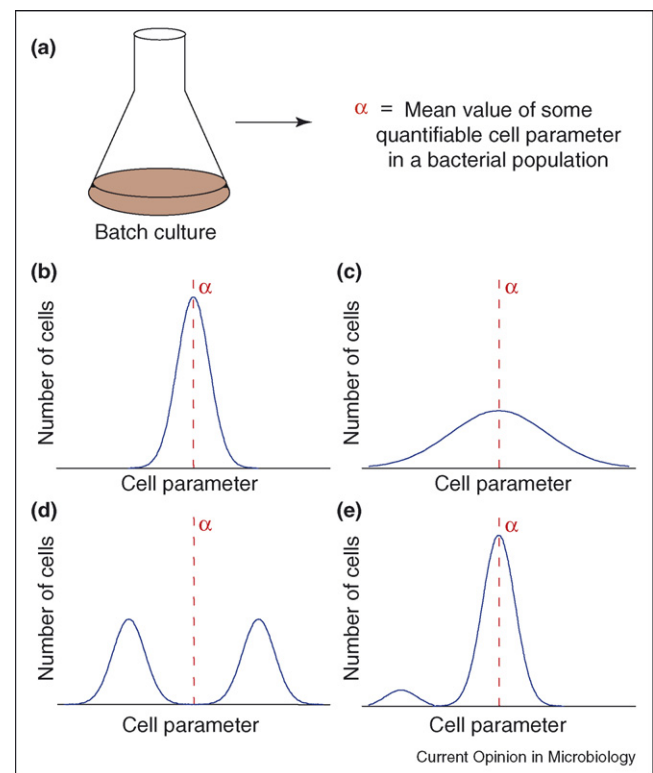 (a)
α = Mean value of some
quantifiable cell parameter
in a bacterial population
Batch culture
(b)
α
Number of cells
Cell parameter
(c)
α
Number of cells
Cell parameter
(d)
α
Number of cells
Cell parameter
(e)
α
Number of cells
Cell parameter
Current Opinion in Microbiology